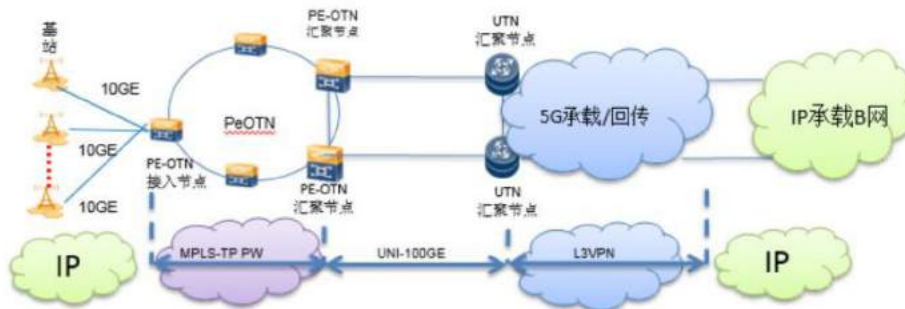 基
站
10GE
10GE
10GE
PeOTN
PE-OTN
接入节点
PE-OTN
汇聚节点
PE-OTN
汇聚节点
UTN
汇聚节点
UTN
汇聚节点
5G承载/回传
IP承载B网
IP
MPLS-TP PW
UNI-100GE
L3VPN
IP